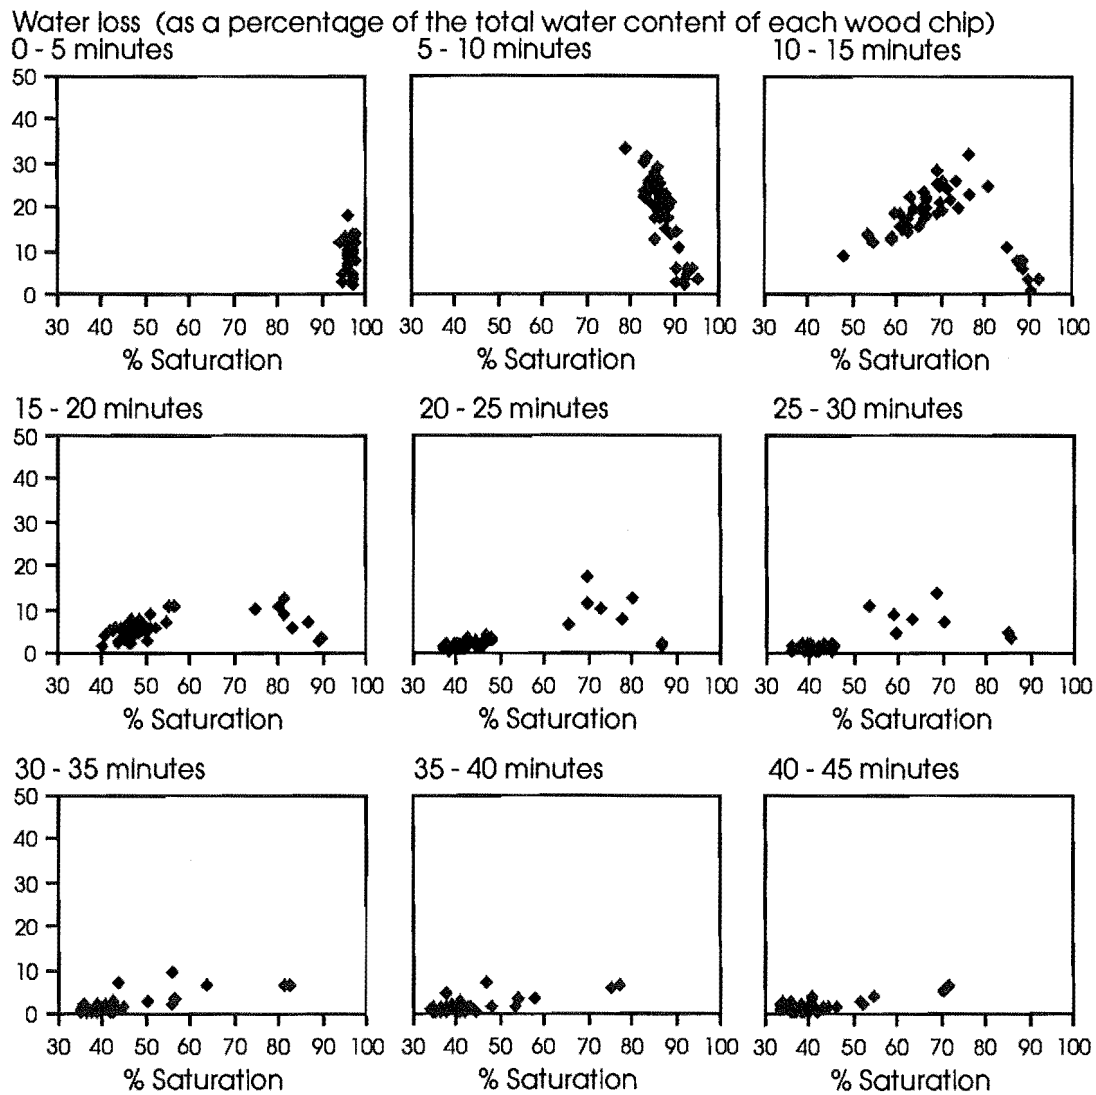 Water loss (as a percentage of the total water content of each wood chip)
0 - 5 minutes 5 - 10 minutes 10 - 15 minutes
50
40
30
20
10
0
30 40 50 60 70 80 90 100 30 40 50 60 70 80 90 100 30 40 50 60 70 80 90 100
% Saturation % Saturation % Saturation
15 - 20 minutes 20 - 25 minutes 25 - 30 minutes
50
40
30
20
10
0
30 40 50 60 70 80 90 100 30 40 50 60 70 80 90 100 30 40 50 60 70 80 90 100
% Saturation % Saturation % Saturation
30 - 35 minutes 35 - 40 minutes 40 - 45 minutes
50
40
30
20
10
0
30 40 50 60 70 80 90 100 30 40 50 60 70 80 90 100 30 40 50 60 70 80 90 100
% Saturation % Saturation % Saturation